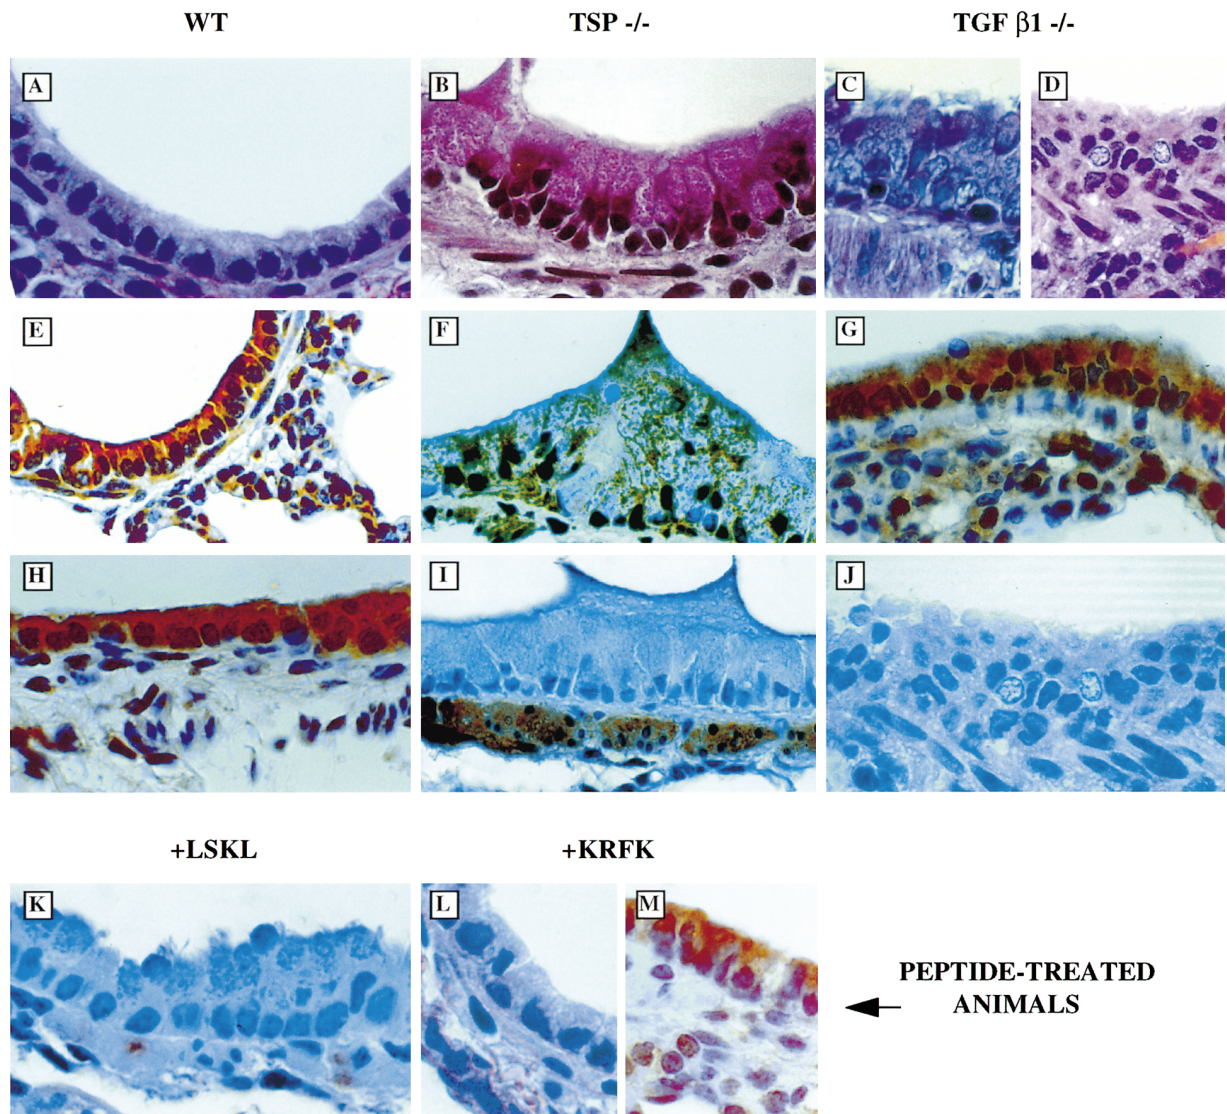 WT TSP -/- TGF β1 -/-
A B C D
E F G
H I J
+LSKL +KRFK
K L M
PEPTIDE-TREATED
ANIMALS